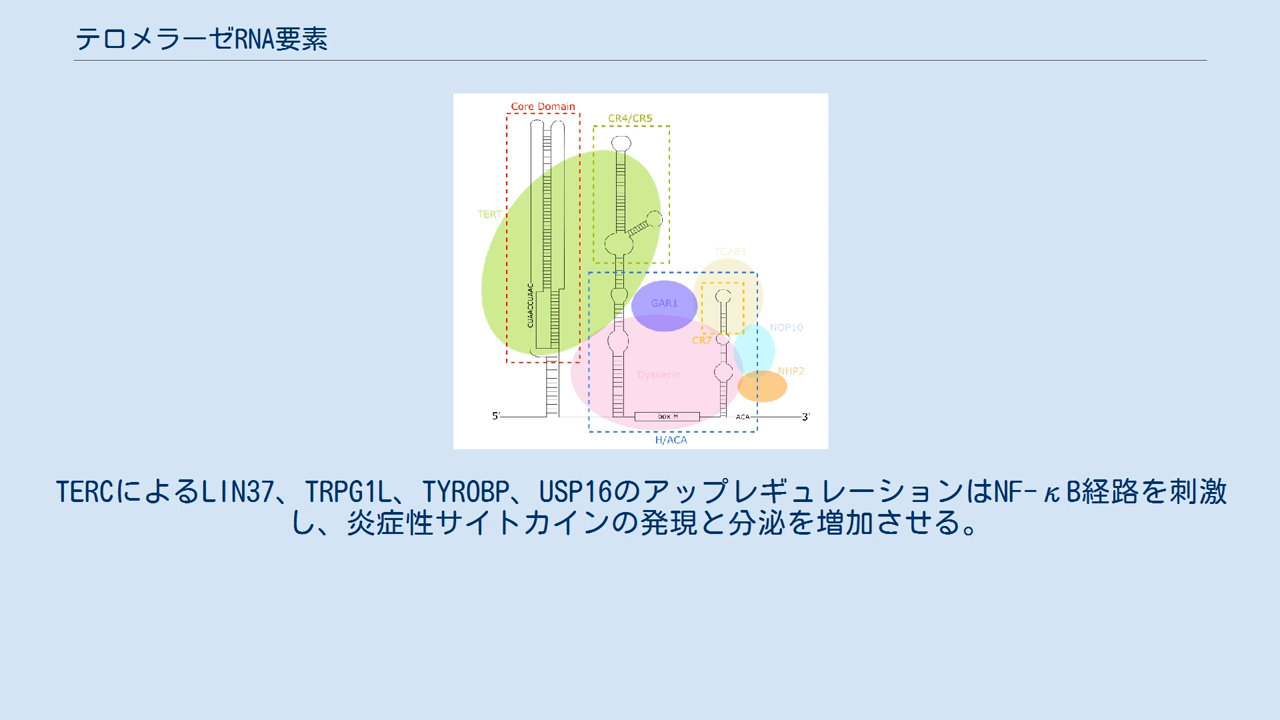 テロメラーゼRNA要素
Core Domain
CR4/CR5
TERT
TCAB1
GAR1
CUAACCUAAC
NOP10
CR7
NHP2
Dyskerin
5'
box H
ACA
3'
H/ACA
TERCによるLIN37、TRPG1L、TYROBP、USP16のアップレギュレーションはNF-κB経路を刺激
し、炎症性サイトカインの発現と分泌を増加させる。